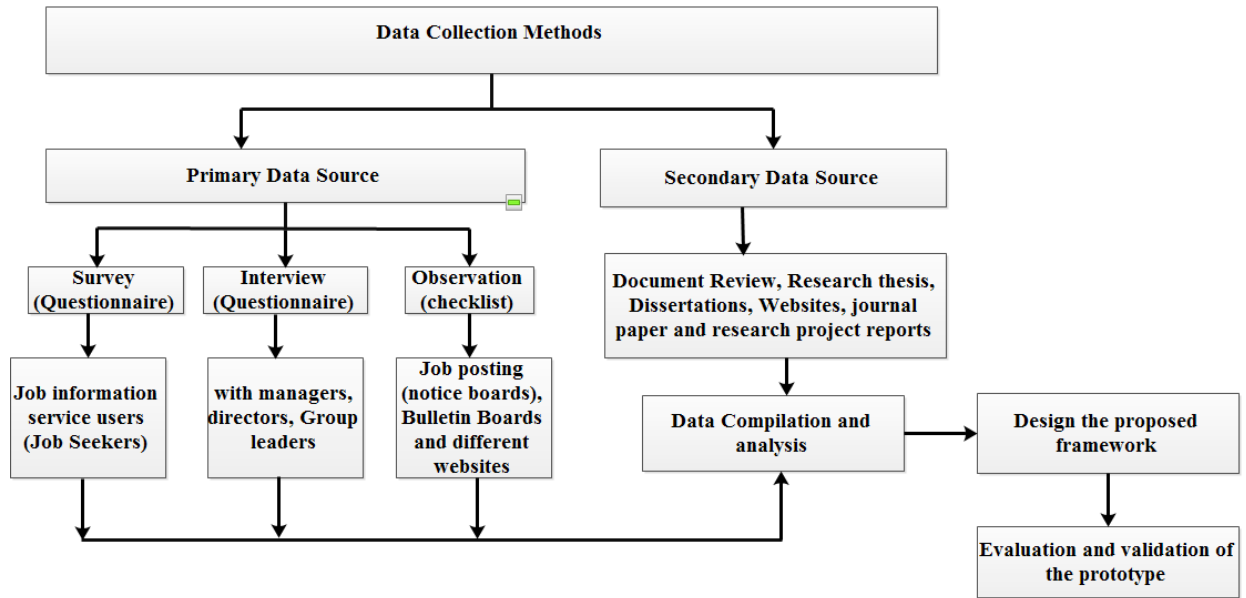 Data Collection Methods
Primary Data Source
Secondary Data Source
Survey
(Questionnaire)
Interview
(Questionnaire)
Observation
(checklist)
Document Review, Research thesis,
Dissertations, Websites, journal
paper and research project reports
Job information
service users
(Job Seekers)
with managers,
directors, Group
leaders
Job posting
(notice boards),
Bulletin Boards
and different
websites
Data Compilation and
analysis
Design the proposed
framework
Evaluation and validation of
the prototype